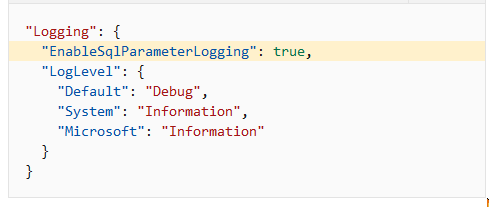 "Logging": {
"EnableSqlParameterLogging": true,
"LogLevel": {
"Default": "Debug",
"System": "Information",
"Microsoft": "Information"
}
}